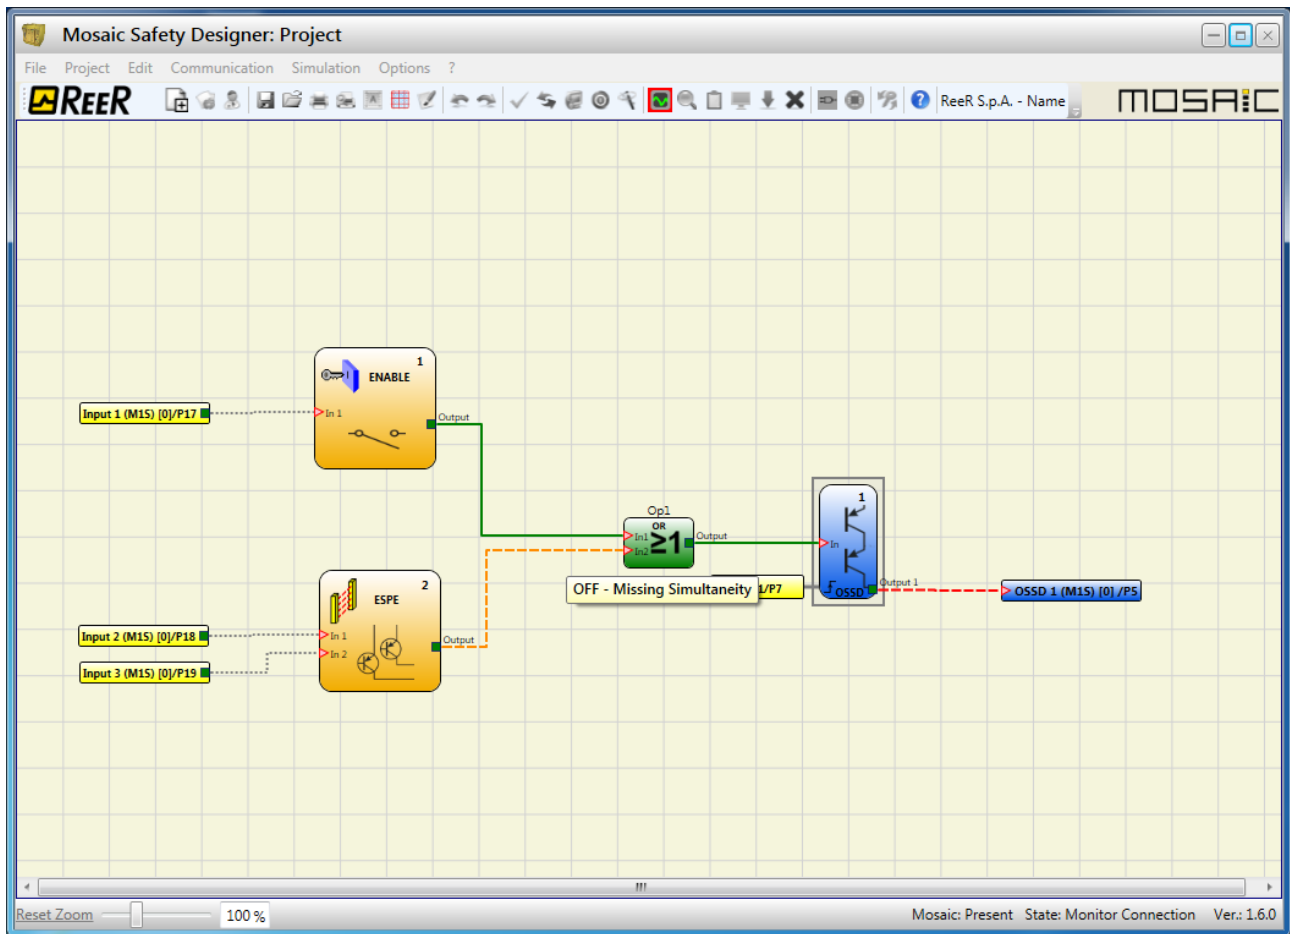 Mosaic Safety Designer: Project
File Project Edit Communication Simulation Options ?
REER
ReeR S.p.A. - Name
MOSAIC
1
ENABLE
Input 1 (M1S) [0]/P17
In 1
Output
Op1
OR
≥1
In1
In2
Output
1
In
OSSD
Output 1
OFF - Missing Simultaneity
1/P7
OSSD 1 (M1S) [0] /P5
2
ESPE
Input 2 (M1S) [0]/P18
In 1
Output
In 2
Input 3 (M1S) [0]/P19
Reset Zoom
100 %
Mosaic: Present State: Monitor Connection Ver.: 1.6.0